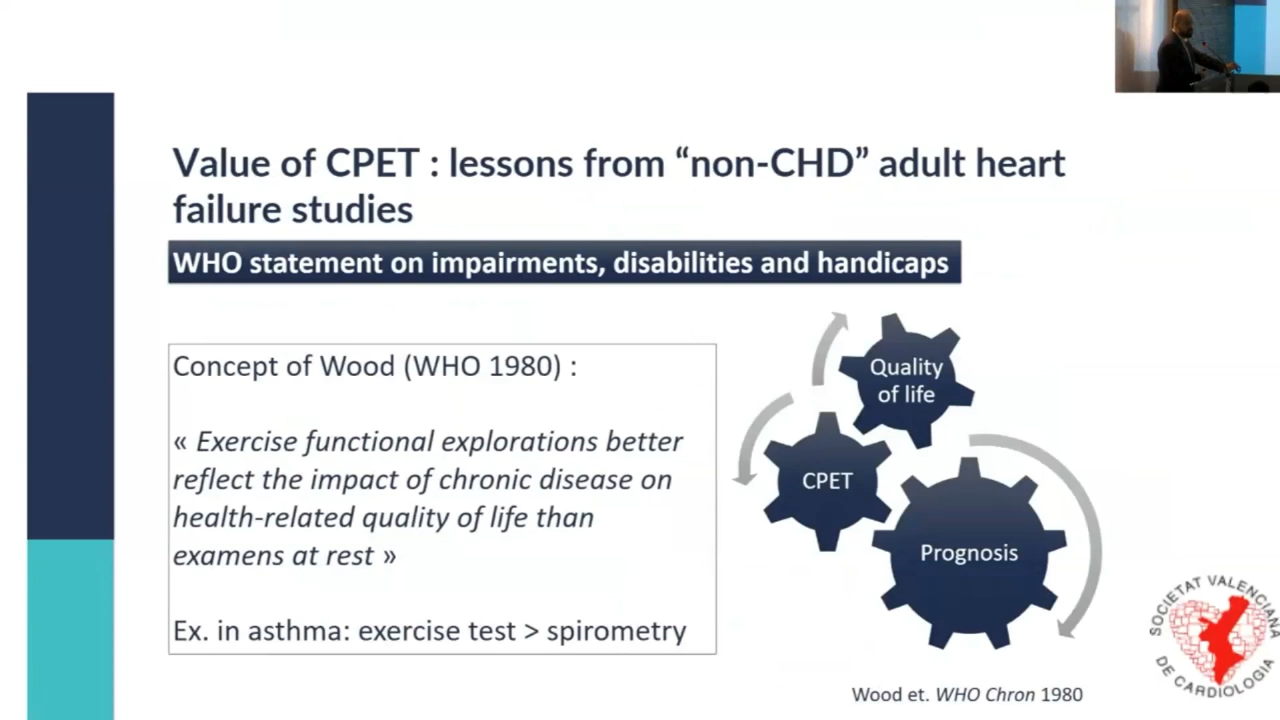 Value of CPET : lessons from “non-CHD” adult heart
failure studies
WHO statement on impairments, disabilities and handicaps
Concept of Wood (WHO 1980) :
« Exercise functional explorations better
reflect the impact of chronic disease on
health-related quality of life than
examens at rest »
Ex. in asthma: exercise test > spirometry
Quality
of life
CPET
Prognosis
SOCIETAT VALENCIANA
DE CARDIOLOGIA
Wood et. WHO Chron 1980